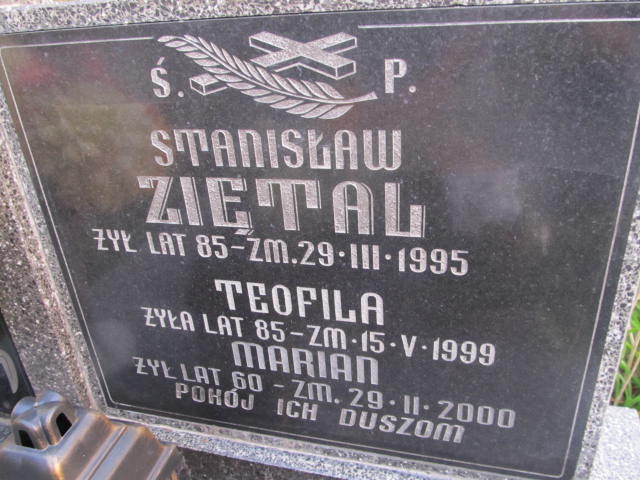 Ś. P.
STANISŁAW
ZIĘTAL
ŻYŁ LAT 85-ZM. 29·III·1995
TEOFILA
ŻYŁA LAT 85-ZM·15·V·1999
MARIAN
ŻYŁ LAT 60 - ZM. 29·II·2000
POKÓJ ICH DUSZOM